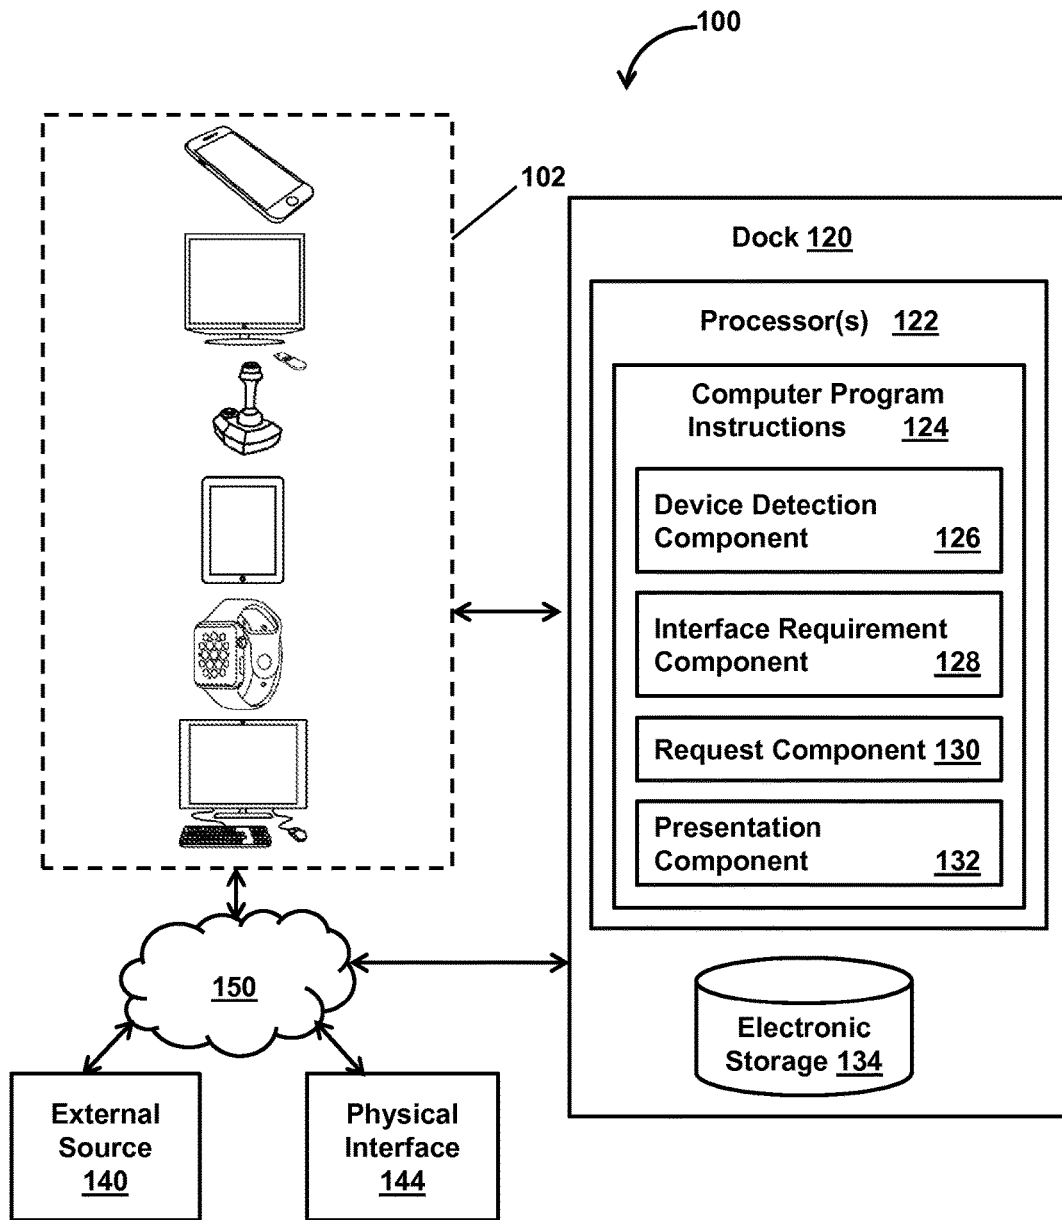 100
102
Dock 120
Processor(s) 122
Computer Program
Instructions 124
Device Detection
Component 126
Interface Requirement
Component 128
Request Component 130
Presentation
Component 132
150
Electronic
Storage 134
External
Source
140
Physical
Interface
144